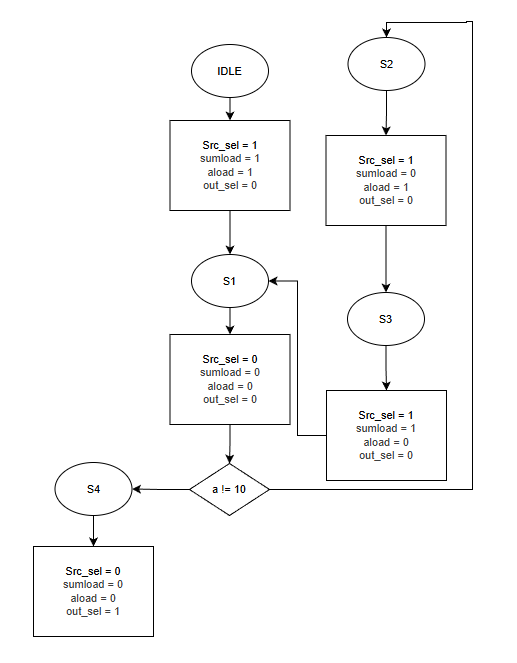 IDLE
Src_sel = 1
sumload = 1
aload = 1
out_sel = 0
S1
Src_sel = 0
sumload = 0
aload = 0
out_sel = 0
a != 10
S4
Src_sel = 0
sumload = 0
aload = 0
out_sel = 1
S2
Src_sel = 1
sumload = 0
aload = 1
out_sel = 0
S3
Src_sel = 1
sumload = 1
aload = 0
out_sel = 0